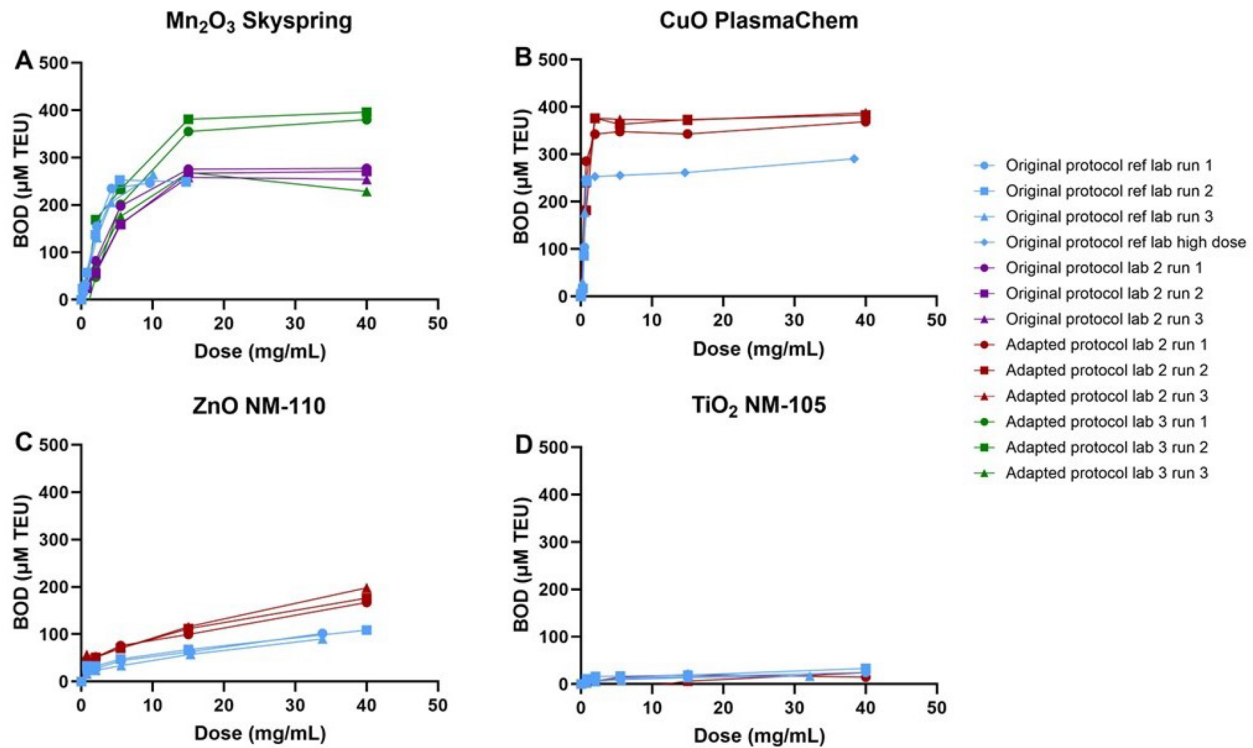 Mn₂O₃ Skyspring
A
500
400
300
200
100
0
BOD (µM TEU)
0 10 20 30 40 50
Dose (mg/mL)
CuO PlasmaChem
B
500
400
300
200
100
0
BOD (µM TEU)
0 10 20 30 40 50
Dose (mg/mL)
Original protocol ref lab run 1
Original protocol ref lab run 2
Original protocol ref lab run 3
Original protocol ref lab high dose
Original protocol lab 2 run 1
Original protocol lab 2 run 2
Original protocol lab 2 run 3
Adapted protocol lab 2 run 1
Adapted protocol lab 2 run 2
Adapted protocol lab 2 run 3
Adapted protocol lab 3 run 1
Adapted protocol lab 3 run 2
Adapted protocol lab 3 run 3
ZnO NM-110
C
500
400
300
200
100
0
BOD (µM TEU)
0 10 20 30 40 50
Dose (mg/mL)
TiO₂ NM-105
D
500
400
300
200
100
0
BOD (µM TEU)
0 10 20 30 40 50
Dose (mg/mL)